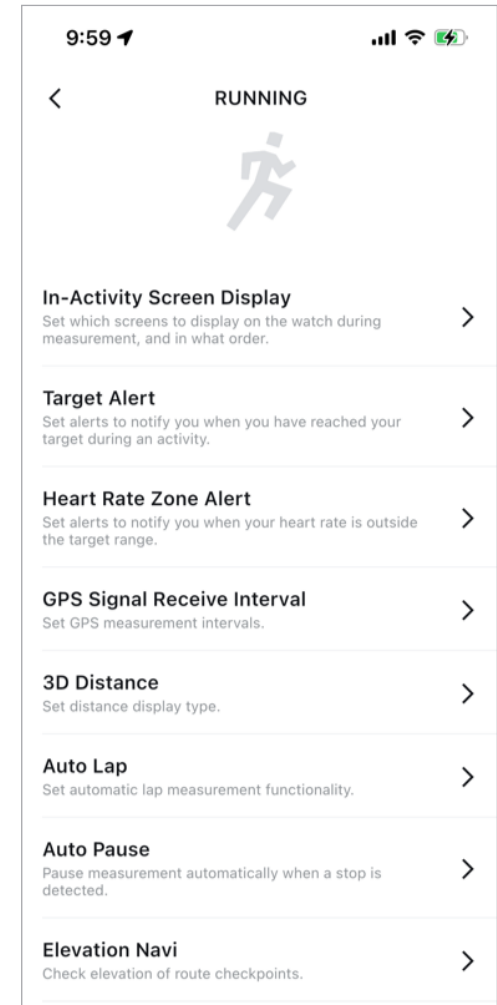 9:59
RUNNING
In-Activity Screen Display
Set which screens to display on the watch during
measurement, and in what order.
Target Alert
Set alerts to notify you when you have reached your
target during an activity.
Heart Rate Zone Alert
Set alerts to notify you when your heart rate is outside
the target range.
GPS Signal Receive Interval
Set GPS measurement intervals.
3D Distance
Set distance display type.
Auto Lap
Set automatic lap measurement functionality.
Auto Pause
Pause measurement automatically when a stop is
detected.
Elevation Navi
Check elevation of route checkpoints.